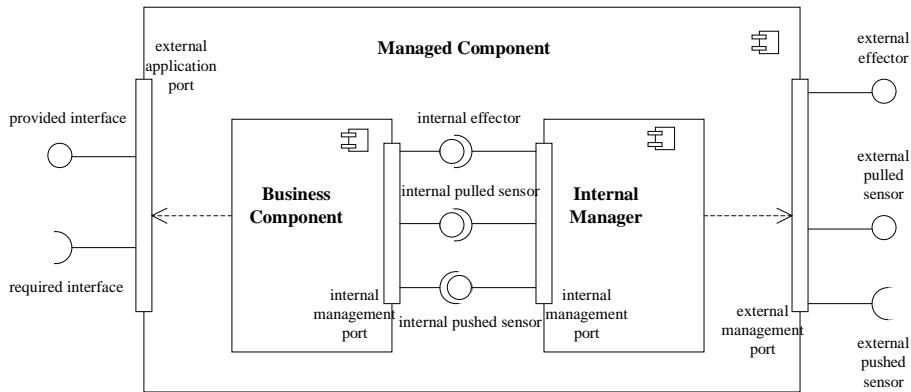 Managed Component
external
application
port
external
effector
provided interface
internal effector
external
pulled
sensor
Business
Component
internal pulled sensor
Internal
Manager
required interface
internal
management
port
internal pushed sensor
internal
management
port
external
management
port
external
pushed
sensor